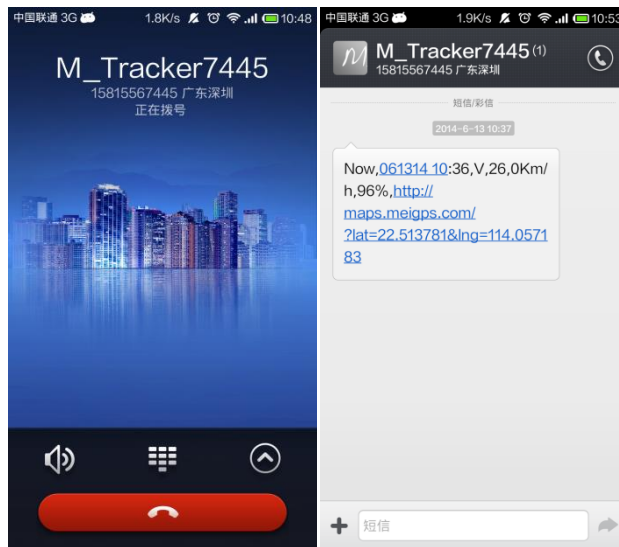 中国联通 3G 1.8K/s 10:48
M_Tracker7445
15815567445 广东深圳
正在拨号
中国联通 3G 1.9K/s 10:53
M_Tracker7445 (1)
15815567445 广东深圳
短信/彩信
2014-6-13 10:37
Now,061314 10:36,V,26,0Km/
h,96%,http://
maps.meigps.com/
?lat=22.513781&lng=114.0571
83
短信